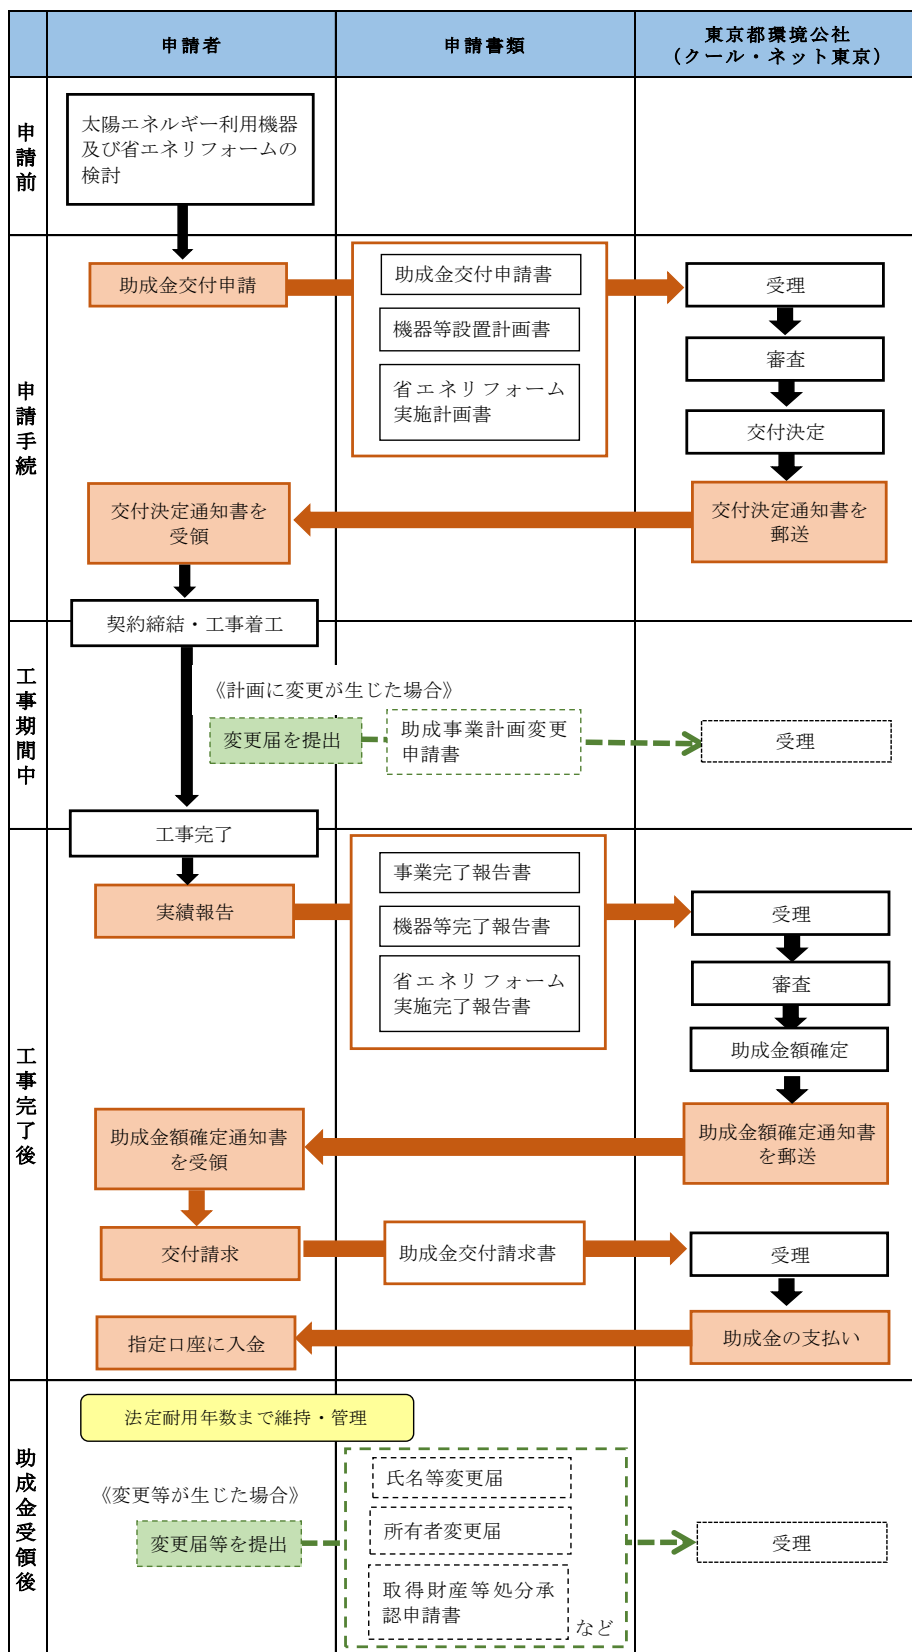 申請者
申請書類
東京都環境公社
（クール・ネット東京）
申請前
太陽エネルギー利用機器
及び省エネリフォームの
検討
申請手続
助成金交付申請
助成金交付申請書
機器等設置計画書
省エネリフォーム
実施計画書
受理
審査
交付決定
交付決定通知書を
郵送
交付決定通知書を
受領
契約締結・工事着工
工事期間中
《計画に変更が生じた場合》
変更届を提出
助成事業計画変更
申請書
受理
工事完了
工事完了後
実績報告
事業完了報告書
機器等完了報告書
省エネリフォーム
実施完了報告書
受理
審査
助成金額確定
助成金額確定通知書
を郵送
助成金額確定通知書
を受領
交付請求
助成金交付請求書
受理
助成金の支払い
指定口座に入金
助成金受領後
法定耐用年数まで維持・管理
《変更等が生じた場合》
変更届等を提出
氏名等変更届
所有者変更届
取得財産等処分承
認申請書
など
受理